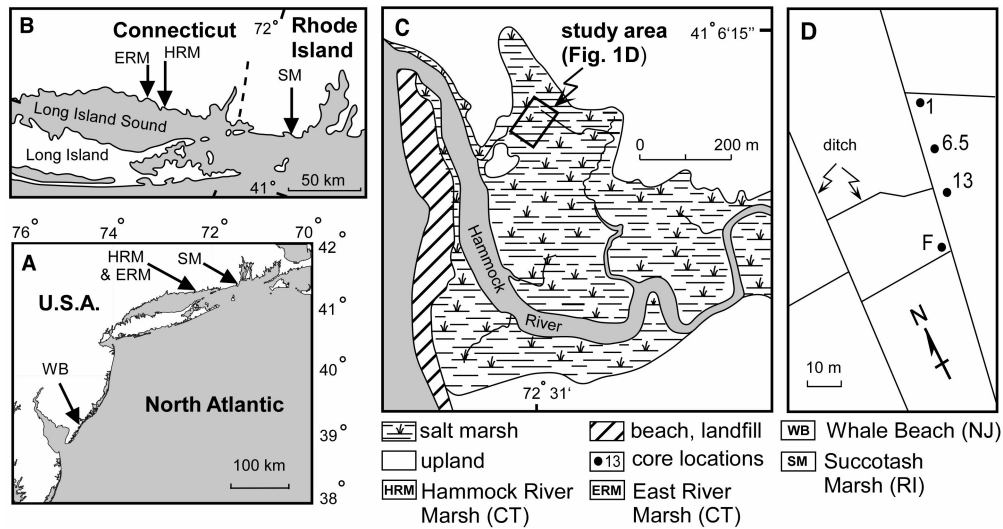 B
Connecticut
72°
Rhode
Island
ERM
HRM
SM
Long Island Sound
Long Island
41°
50 km
76°
74°
72°
70°
A
HRM
& ERM
SM
42°
U.S.A.
41°
40°
WB
North Atlantic
39°
100 km
38°
C
study area
(Fig. 1D)
41° 6‘15”
0
200 m
Hammock
River
72° 31‘
D
1
ditch
6.5
13
F
N
10 m
salt marsh
beach, landfill
WB Whale Beach (NJ)
upland
13 core locations
SM Succotash
Marsh (RI)
HRM Hammock River
Marsh (CT)
ERM East River
Marsh (CT)